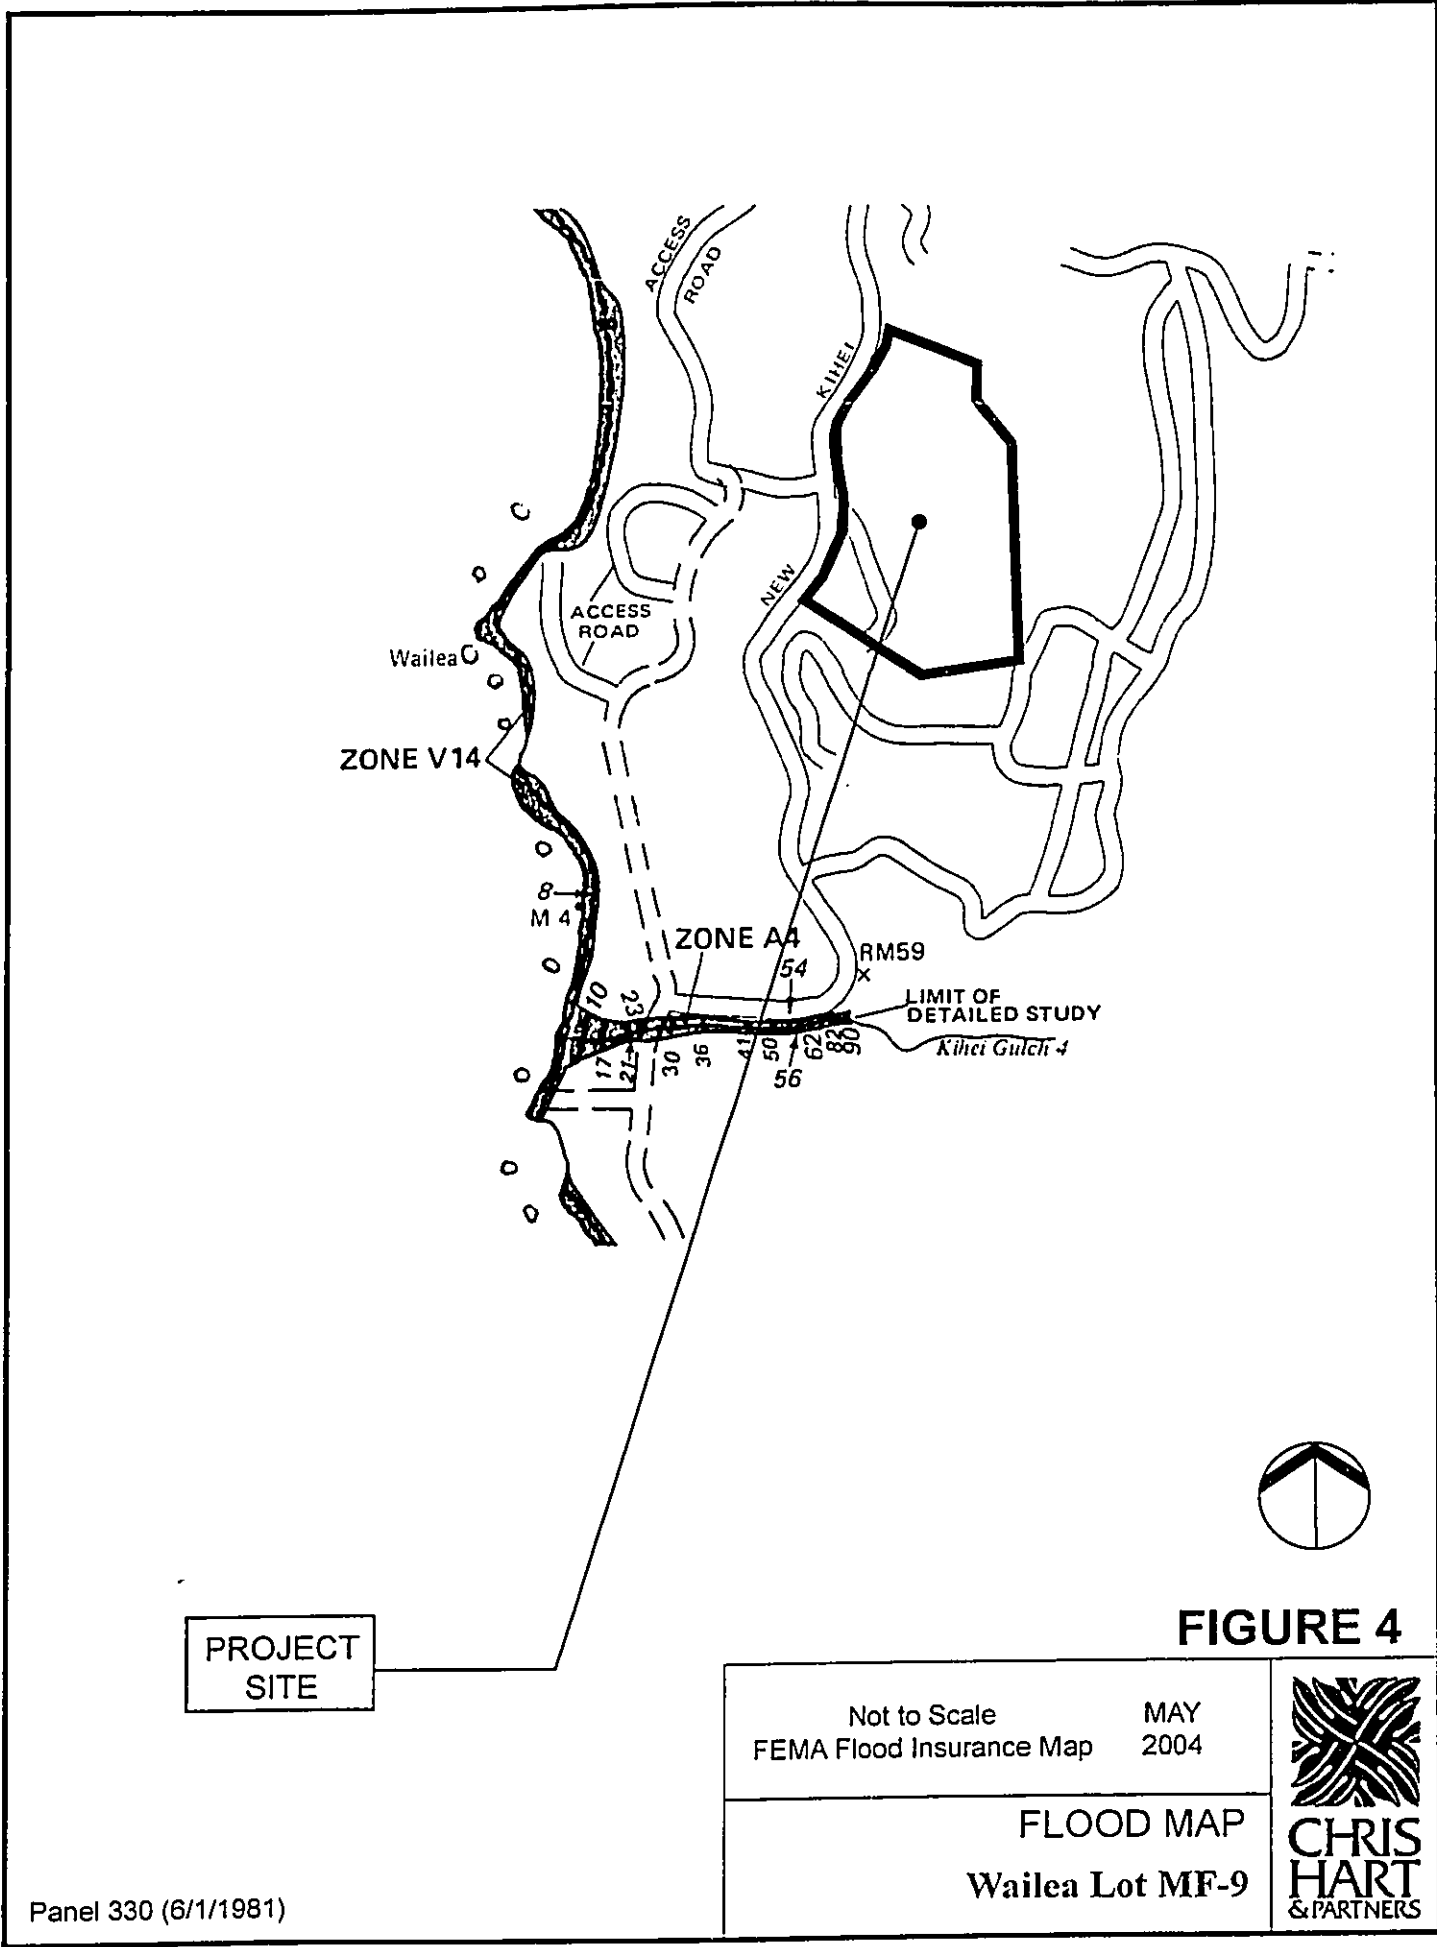 ACCESS
ROAD
KIHEI
NEW
ACCESS
ROAD
Wailea
ZONE V14
8
M 4
ZONE A4
54
RM59
10
23
LIMIT OF
DETAILED STUDY
Kihei Gulch 4
17
21
30
36
41
50
56
62
82
90
PROJECT
SITE
FIGURE 4
Not to Scale MAY
FEMA Flood Insurance Map 2004
FLOOD MAP
Wailea Lot MF-9
CHRIS
HART
& PARTNERS
Panel 330 (6/1/1981)